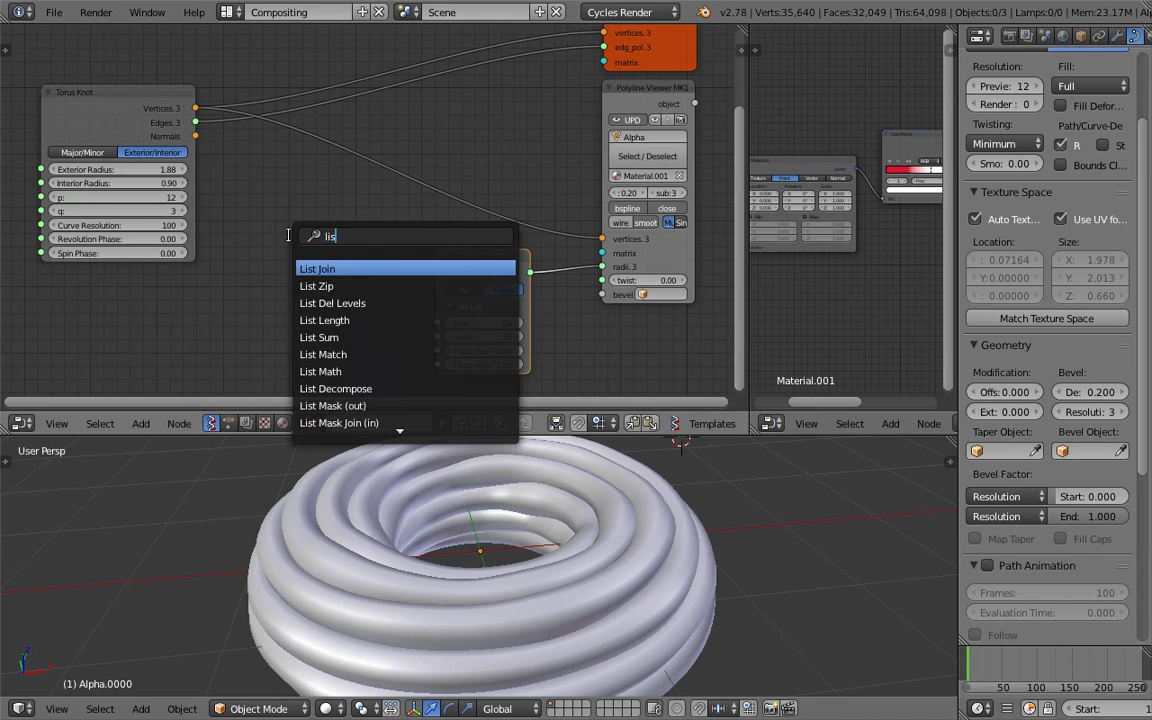 File
Render
Window
Help
Compositing
Scene
Cycles Render
v2.78 | Verts:35,640 | Faces:32,049 | Tris:64,098 | Objects:0/3 | Lamps:0/0 | Mem:23.17M
vertices. 3
edg_pol. 3
matrix
Torus Knot
Vertices. 3
Edges. 3
Normals
Major/Minor
Exterior/Interior
Exterior Radius: 1.88
Interior Radius: 0.90
p: 12
q: 3
Curve Resolution: 100
Revolution Phase: 0.00
Spin Phase: 0.00
Polyline Viewer MK1
object
UPD
Alpha
Select / Deselect
Material.001
: 0.20
sub:3
bspline
close
wire
smoot
Sin
vertices. 3
matrix
radii. 3
twist: 0.00
bevel:
lis
List Join
List Zip
List Del Levels
List Length
List Sum
List Match
List Math
List Decompose
List Mask (out)
List Mask Join (in)
Vector
Texture
Point
Vector
Normal
Material.001
View
Select
Add
Node
Templates
View
Select
Add
Node
Resolution:
Fill:
Previe: 12
Full
Render : 0
Fill Defor...
Twisting:
Path/Curve-De
Minimum
R
St
Smo: 0.00
Bounds Cl...
Texture Space
Auto Text...
Use UV fo...
Location:
Size:
: 0.07164
X: 1.978
Y:0.00000
Y: 2.013
: 0.00000
Z: 0.660
Match Texture Space
Geometry
Modification:
Bevel:
Offs:0.000
De: 0.200
Ext: 0.000
Resoluti: 3
Taper Object:
Bevel Object:
Bevel Factor:
Resolution
Start: 0.000
Resolution
End: 1.000
Map Taper
Fill Caps
Path Animation
Frames: 100
Evaluation Time: 0.000
Follow
User Persp
(1) Alpha.0000
View
Select
Add
Object
Object Mode
Global
50
100
150
200
250
Start: